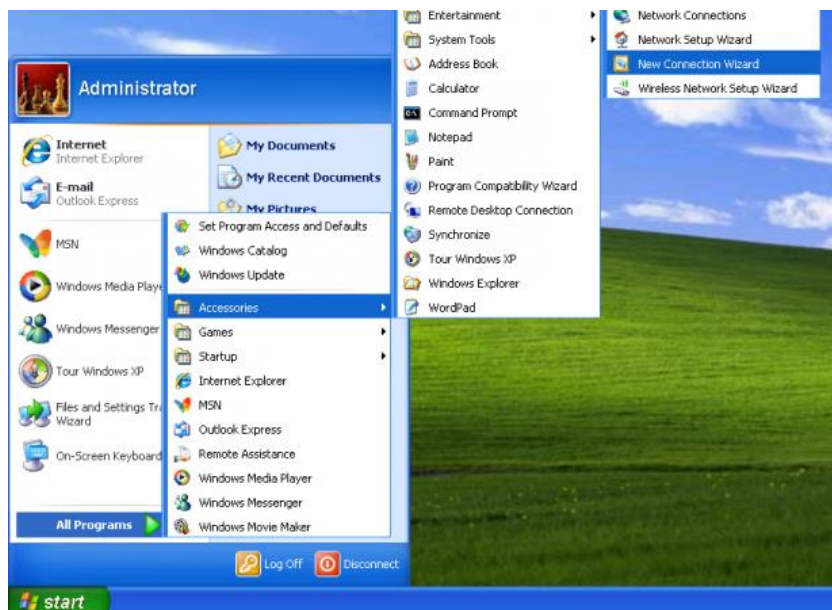 Administrator
Internet
Internet Explorer
E-mail
Outlook Express
MSN
Windows Media Playe
Windows Messenger
Tour Windows XP
Files and Settings Tra
Wizard
On-Screen Keyboard
All Programs
My Documents
My Recent Documents
My Pictures
Set Program Access and Defaults
Windows Catalog
Windows Update
Accessories
Games
Startup
Internet Explorer
MSN
Outlook Express
Remote Assistance
Windows Media Player
Windows Messenger
Windows Movie Maker
Entertainment
System Tools
Address Book
Calculator
Command Prompt
Notepad
Paint
Program Compatibility Wizard
Remote Desktop Connection
Synchronize
Tour Windows XP
Windows Explorer
WordPad
Network Connections
Network Setup Wizard
New Connection Wizard
Wireless Network Setup Wizard
Log Off
Disconnect
start